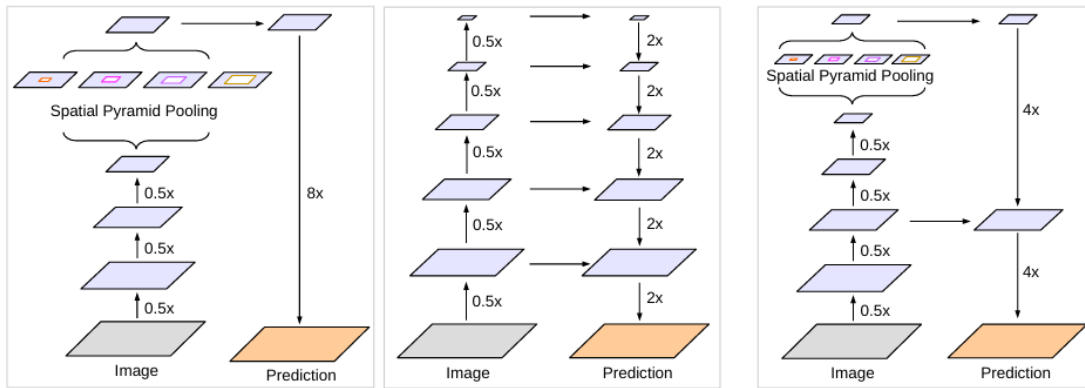 Spatial Pyramid Pooling
0.5x
0.5x
0.5x
8x
Image
Prediction
0.5x
2x
0.5x
2x
0.5x
2x
0.5x
2x
0.5x
2x
Image
Prediction
Spatial Pyramid Pooling
4x
0.5x
0.5x
0.5x
4x
0.5x
Image
Prediction